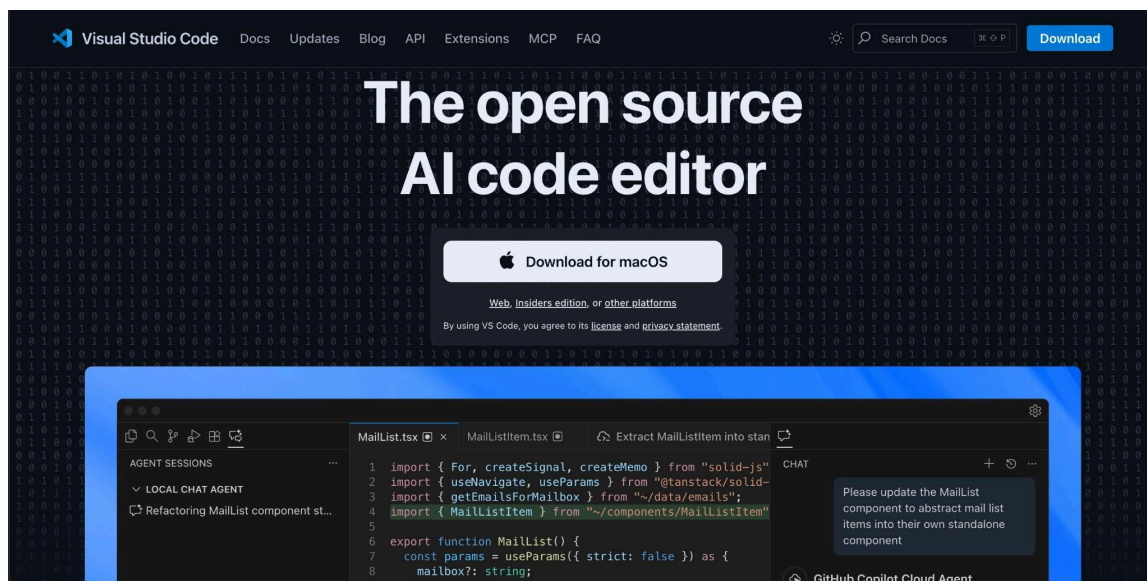 Visual Studio Code Docs Updates Blog API Extensions MCP FAQ Search Docs ⌘ ⇧ P Download
The open source
AI code editor
Download for macOS
Web, Insiders edition, or other platforms
By using VS Code, you agree to its license and privacy statement.
MailList.tsx MailListItem.tsx Extract MailListItem into stan
AGENT SESSIONS
LOCAL CHAT AGENT
Refactoring MailList component st...
1 import { For, createSignal, createMemo } from "solid-js"
2 import { useNavigate, useParams } from "@tanstack/solid-
3 import { getEmailsForMailbox } from "~/data/emails";
4 import { MailListItem } from "~/components/MailListItem"
5
6 export function MailList() {
7 const params = useParams({ strict: false }) as {
8 mailbox?: string;
CHAT
Please update the MailList
component to abstract mail list
items into their own standalone
component
GitHub Copilot Cloud Agent